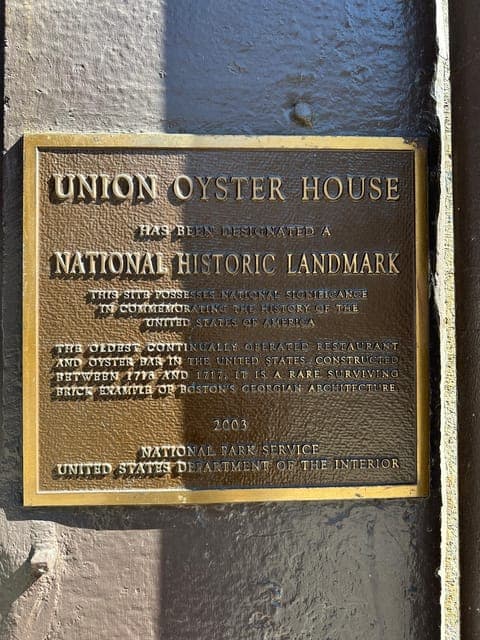 UNION OYSTER HOUSE
HAS BEEN DESIGNATED A
NATIONAL HISTORIC LANDMARK
THIS SITE POSSESSES NATIONAL SIGNIFICANCE
IN COMMEMORATING THE HISTORY OF THE
UNITED STATES OF AMERICA
THE OLDEST CONTINUALLY OPERATED RESTAURANT
AND OYSTER BAR IN THE UNITED STATES. CONSTRUCTED
BETWEEN 1713 AND 1717, IT IS A RARE SURVIVING
BRICK EXAMPLE OF BOSTON'S GEORGIAN ARCHITECTURE.
2003
NATIONAL PARK SERVICE
UNITED STATES DEPARTMENT OF THE INTERIOR